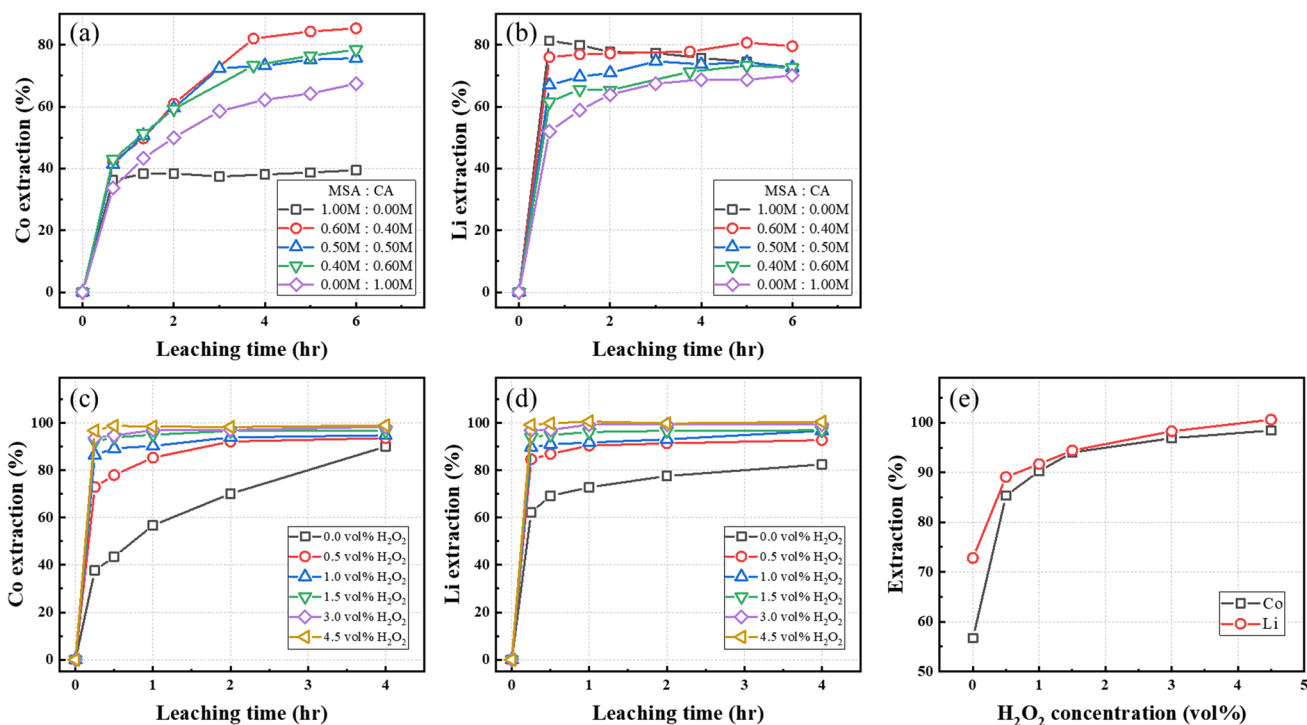 (a)
Co extraction (%)
80
60
40
20
0
0 2 4 6
Leaching time (hr)
MSA : CA
1.00M : 0.00M
0.60M : 0.40M
0.50M : 0.50M
0.40M : 0.60M
0.00M : 1.00M
(b)
Li extraction (%)
80
60
40
20
0
0 2 4 6
Leaching time (hr)
MSA : CA
1.00M : 0.00M
0.60M : 0.40M
0.50M : 0.50M
0.40M : 0.60M
0.00M : 1.00M
(c)
Co extraction (%)
100
80
60
40
20
0
0 1 2 3 4
Leaching time (hr)
0.0 vol% H₂O₂
0.5 vol% H₂O₂
1.0 vol% H₂O₂
1.5 vol% H₂O₂
3.0 vol% H₂O₂
4.5 vol% H₂O₂
(d)
Li extraction (%)
100
80
60
40
20
0
0 1 2 3 4
Leaching time (hr)
0.0 vol% H₂O₂
0.5 vol% H₂O₂
1.0 vol% H₂O₂
1.5 vol% H₂O₂
3.0 vol% H₂O₂
4.5 vol% H₂O₂
(e)
Extraction (%)
100
90
80
70
60
50
0 1 2 3 4 5
H₂O₂ concentration (vol%)
Co
Li